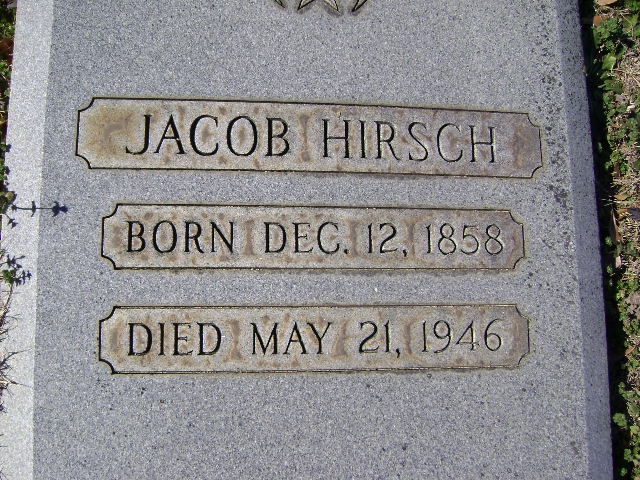 JACOB HIRSCH
BORN DEC. 12, 1858
DIED MAY 21, 1946